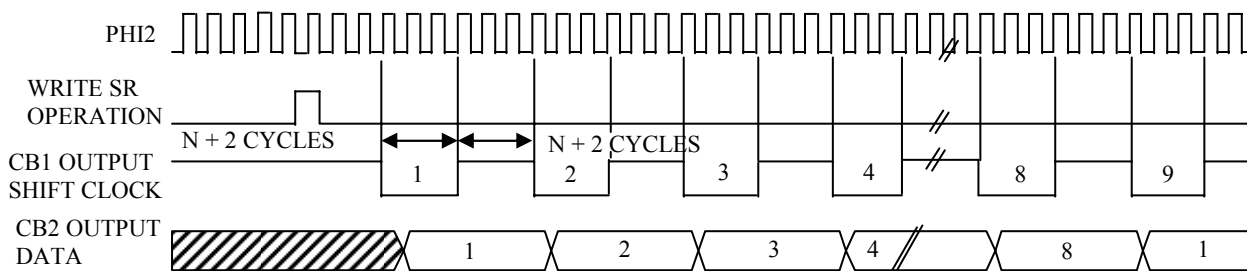 PHI2
WRITE SR
OPERATION
N + 2 CYCLES
N + 2 CYCLES
CB1 OUTPUT
SHIFT CLOCK
1
2
3
4
8
9
CB2 OUTPUT
DATA
1
2
3
4
8
1